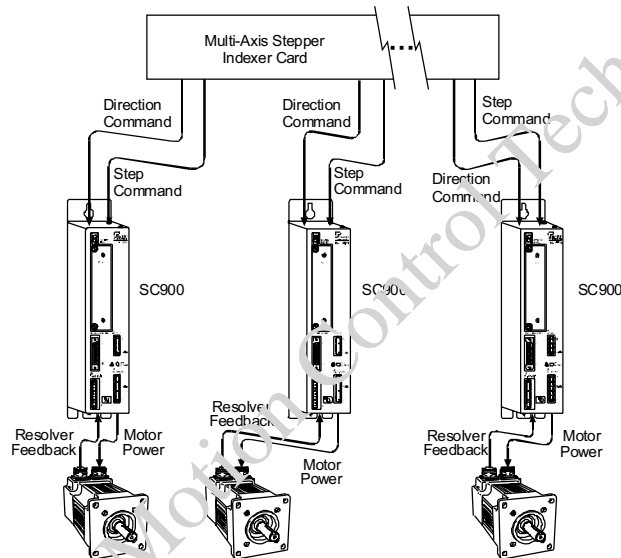 Multi-Axis Stepper
Indexer Card
Direction
Command
Step
Command
Direction
Command
Step
Command
Step
Command
Direction
Command
SC900
SC900
SC900
Resolver
Feedback
Motor
Power
Resolver
Feedback
Motor
Power
Resolver
Feedback
Motor
Power
Motion Control Tech